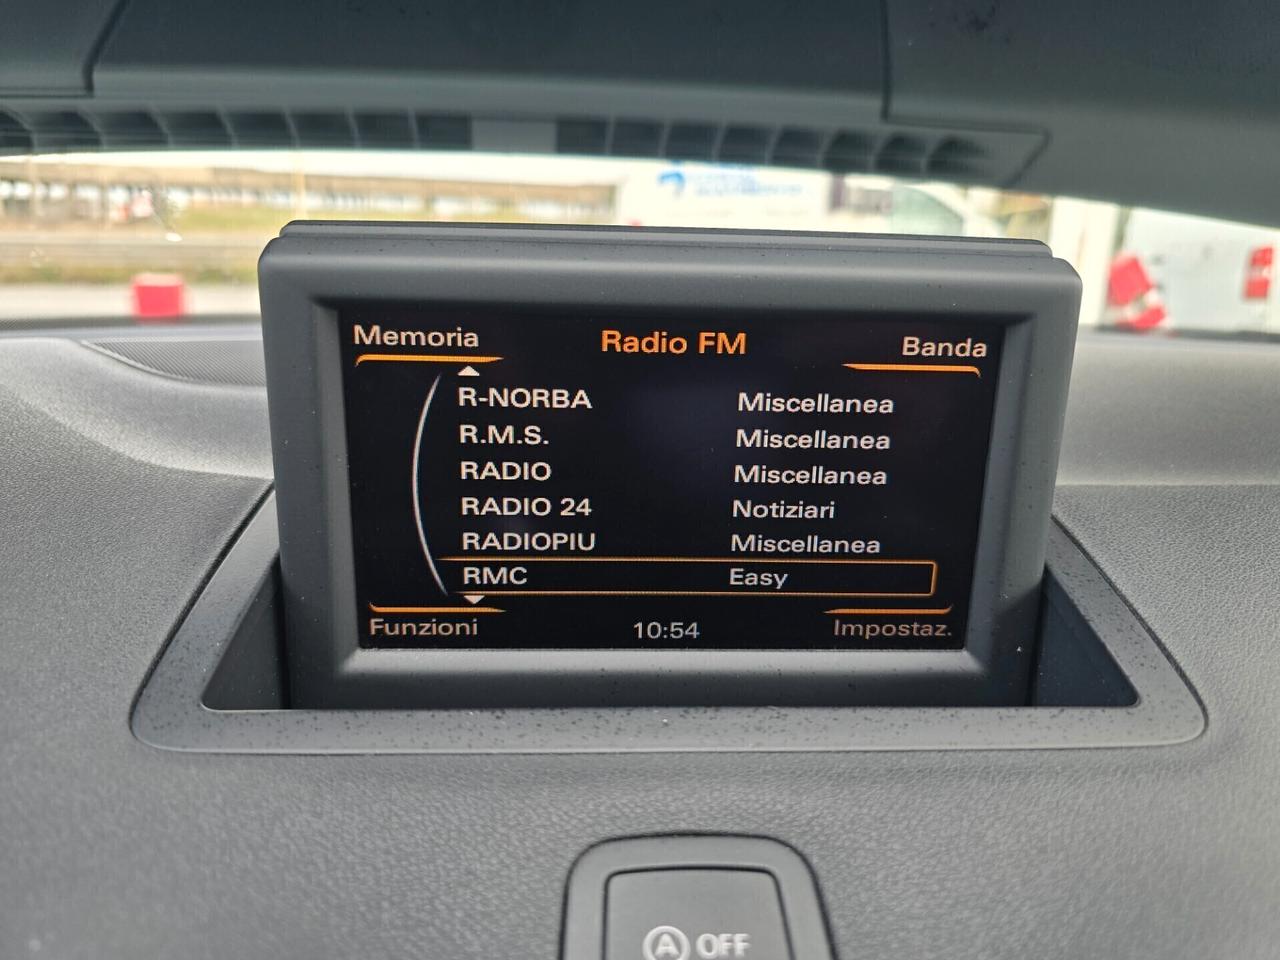 Memoria Radio FM Banda
R-NORBA Miscellanea
R.M.S. Miscellanea
RADIO Miscellanea
RADIO 24 Notiziari
RADIOPIU Miscellanea
RMC Easy
Funzioni 10:54 Impostaz.
A OFF